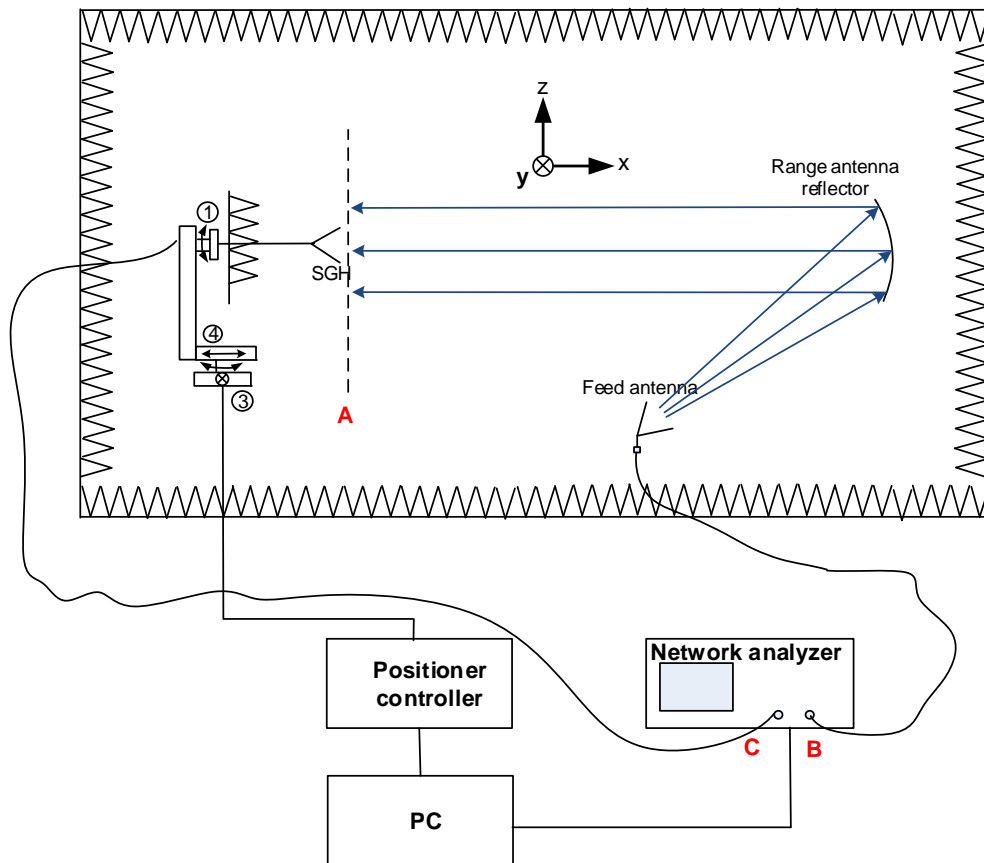 z
x
y
Range antenna
reflector
①
SGH
④
③
Feed antenna
A
Positioner
controller
Network analyzer
C
B
PC